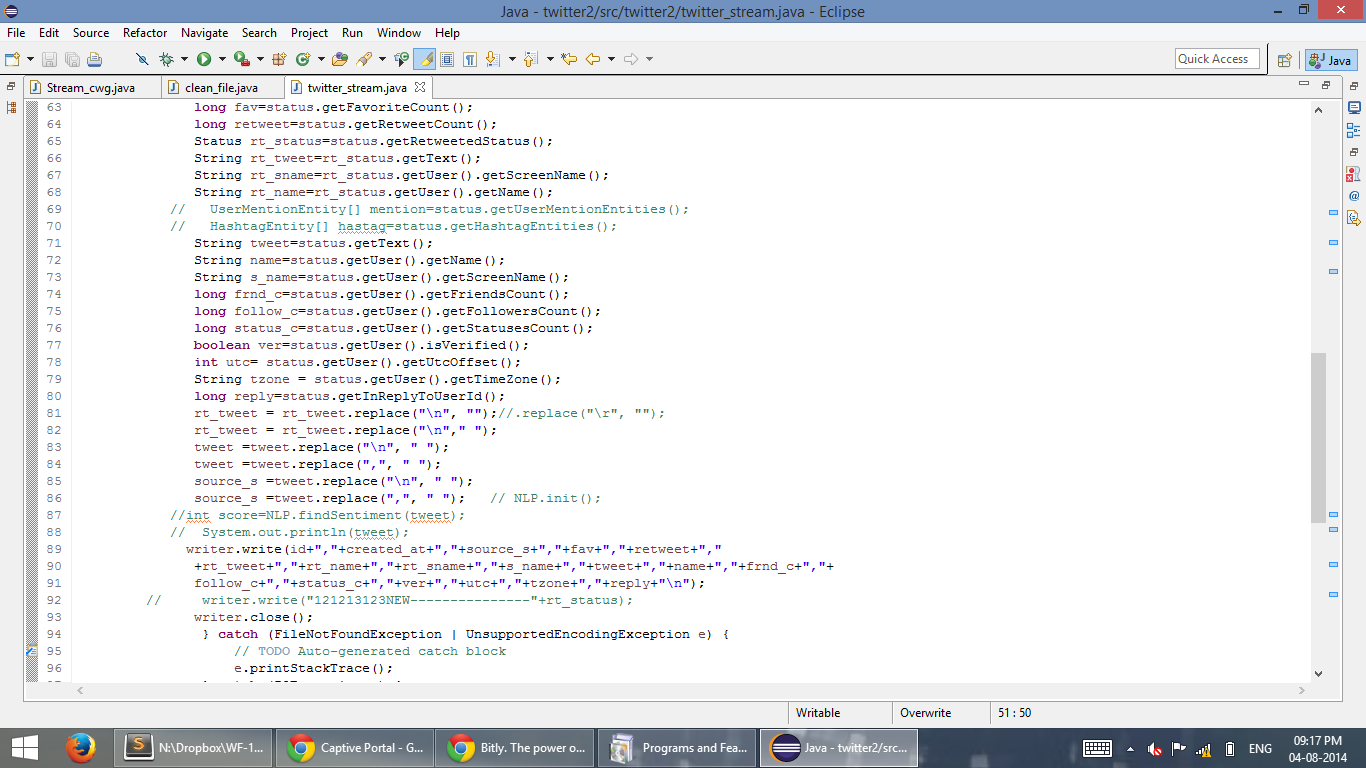 Java - twitter2/src/twitter2/twitter_stream.java - Eclipse
File Edit Source Refactor Navigate Search Project Run Window Help
Quick Access Java
Stream_cwg.java clean_file.java twitter_stream.java
63 long fav=status.getFavoriteCount();
64 long retweet=status.getRetweetCount();
65 Status rt_status=status.getRetweetedStatus();
66 String rt_tweet=rt_status.getText();
67 String rt_sname=rt_status.getUser().getScreenName();
68 String rt_name=rt_status.getUser().getName();
69 // UserMentionEntity[] mention=status.getUserMentionEntities();
70 // HashtagEntity[] hastag=status.getHashtagEntities();
71 String tweet=status.getText();
72 String name=status.getUser().getName();
73 String s_name=status.getUser().getScreenName();
74 long frnd_c=status.getUser().getFriendsCount();
75 long follow_c=status.getUser().getFollowersCount();
76 long status_c=status.getUser().getStatusesCount();
77 boolean ver=status.getUser().isVerified();
78 int utc= status.getUser().getUtcOffset();
79 String tzone = status.getUser().getTimeZone();
80 long reply=status.getInReplyToUserId();
81 rt_tweet = rt_tweet.replace("\n", "");//.replace("\r", "");
82 rt_tweet = rt_tweet.replace("\n"," ");
83 tweet =tweet.replace("\n", " ");
84 tweet =tweet.replace(",", " ");
85 source_s =tweet.replace("\n", " ");
86 source_s =tweet.replace(",", " "); // NLP.init();
87 //int score=NLP.findSentiment(tweet);
88 // System.out.println(tweet);
89 writer.write(id+","+created_at+","+source_s+","+fav+","+retweet+","
90 +rt_tweet+","+rt_name+","+rt_sname+","+s_name+","+tweet+","+name+","+frnd_c+","+
91 follow_c+","+status_c+","+ver+","+utc+","+tzone+","+reply+"\n");
92 // writer.write("121213123NEW---------------"+rt_status);
93 writer.close();
94 } catch (FileNotFoundException | UnsupportedEncodingException e) {
95 // TODO Auto-generated catch block
96 e.printStackTrace();
Writable Overwrite 51 : 50
N:\Dropbox\WF-1... Captive Portal - G... Bitly. The power o... Programs and Fea... Java - twitter2/src... ENG 09:17 PM
04-08-2014